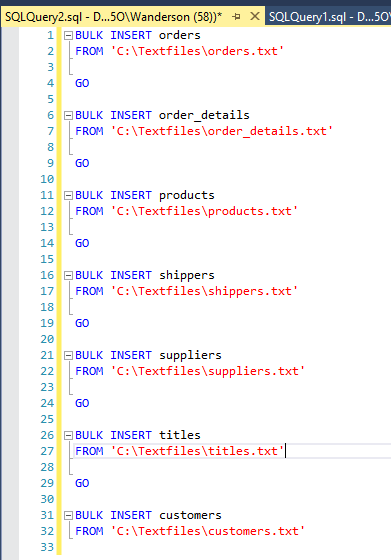 SQLQuery2.sql - D...5O\Wanderson (58))* SQLQuery1.sql - D...5O\W
1 BULK INSERT orders
2 FROM 'C:\Textfiles\orders.txt'
3
4 GO
5
6 BULK INSERT order_details
7 FROM 'C:\Textfiles\order_details.txt'
8
9 GO
10
11 BULK INSERT products
12 FROM 'C:\Textfiles\products.txt'
13
14 GO
15
16 BULK INSERT shippers
17 FROM 'C:\Textfiles\shippers.txt'
18
19 GO
20
21 BULK INSERT suppliers
22 FROM 'C:\Textfiles\suppliers.txt'
23
24 GO
25
26 BULK INSERT titles
27 FROM 'C:\Textfiles\titles.txt'
28
29 GO
30
31 BULK INSERT customers
32 FROM 'C:\Textfiles\customers.txt'
33